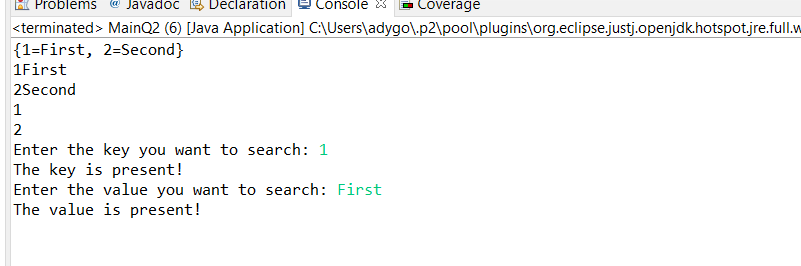 Problems @ Javadoc Declaration Console Coverage
<terminated> MainQ2 (6) [Java Application] C:\Users\adygo\.p2\pool\plugins\org.eclipse.justj.openjdk.hotspot.jre.full.w
{1=First, 2=Second}
1First
2Second
1
2
Enter the key you want to search: 1
The key is present!
Enter the value you want to search: First
The value is present!